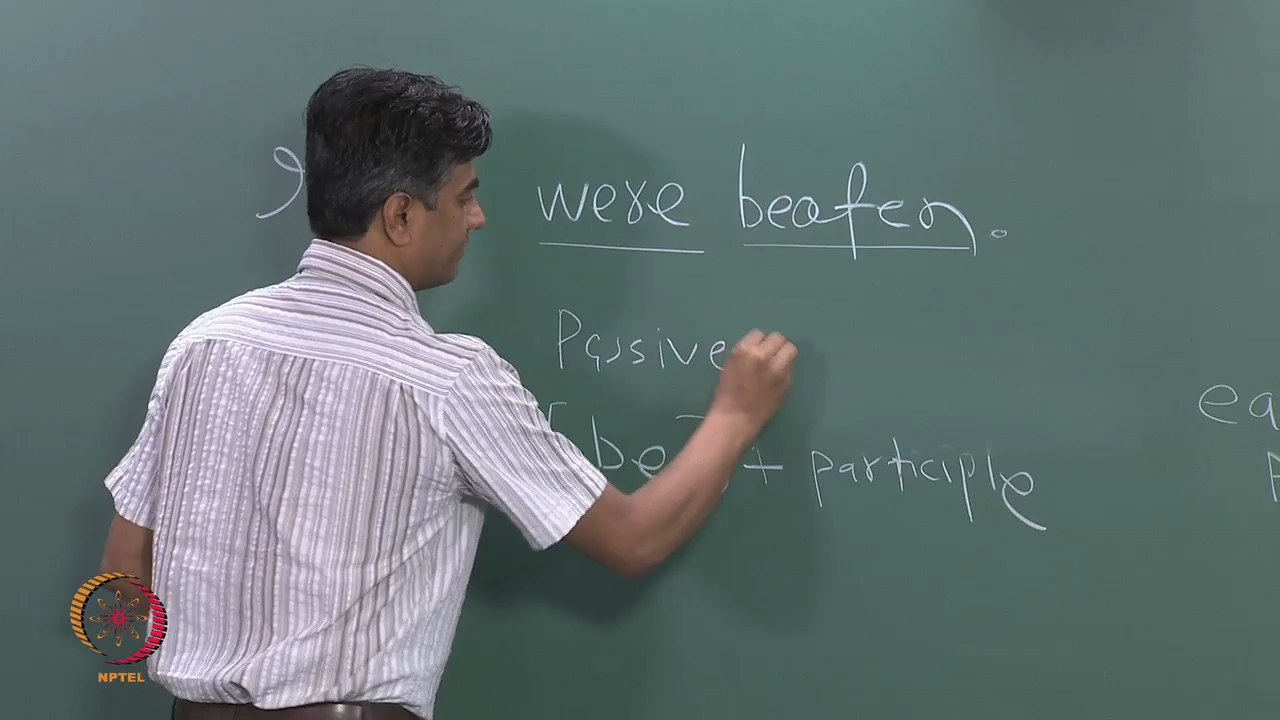 were beaten.
Passive
[be] + participle
ea
P
NPTEL